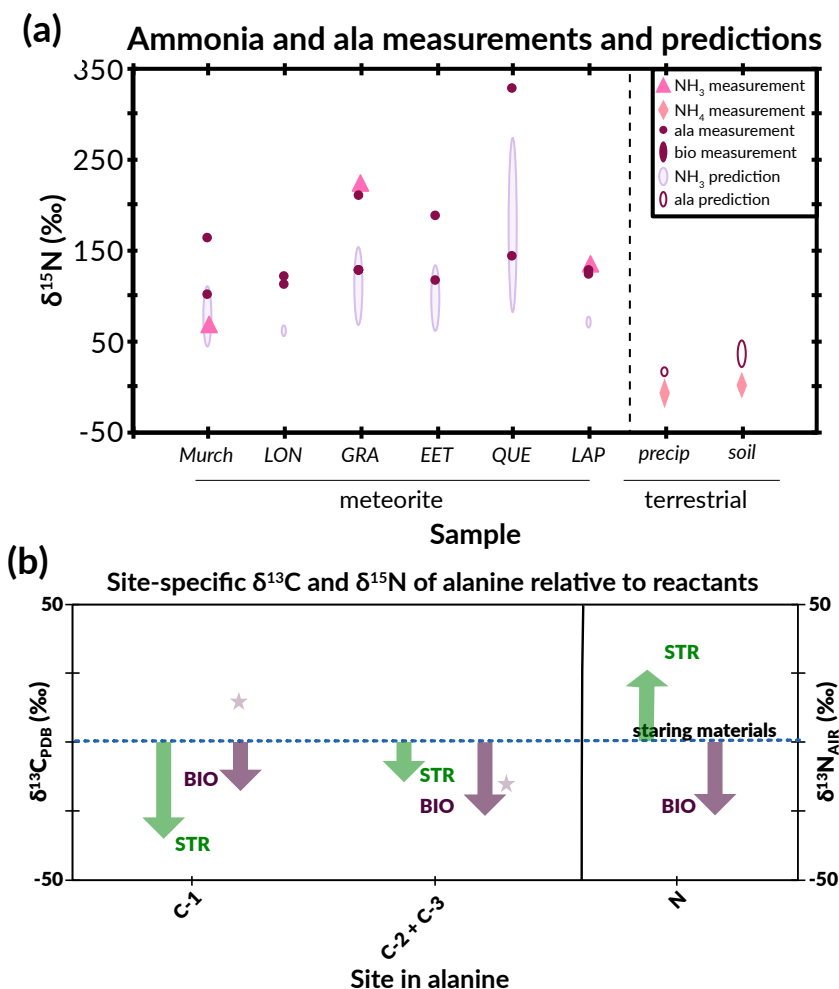 (a)
Ammonia and ala measurements and predictions
350
250
150
50
-50
δ¹⁵N (‰)
NH₃ measurement
NH₄ measurement
ala measurement
bio measurement
NH₃ prediction
ala prediction
Murch LON GRA EET QUE LAP precip soil
meteorite terrestrial
Sample
(b)
Site-specific δ¹³C and δ¹⁵N of alanine relative to reactants
50 50
STR
staring materials
BIO STR
BIO BIO
STR
-50 -50
δ¹³C_PDB (‰)
δ¹³N_AIR (‰)
C-1 C-2 + C-3 N
Site in alanine